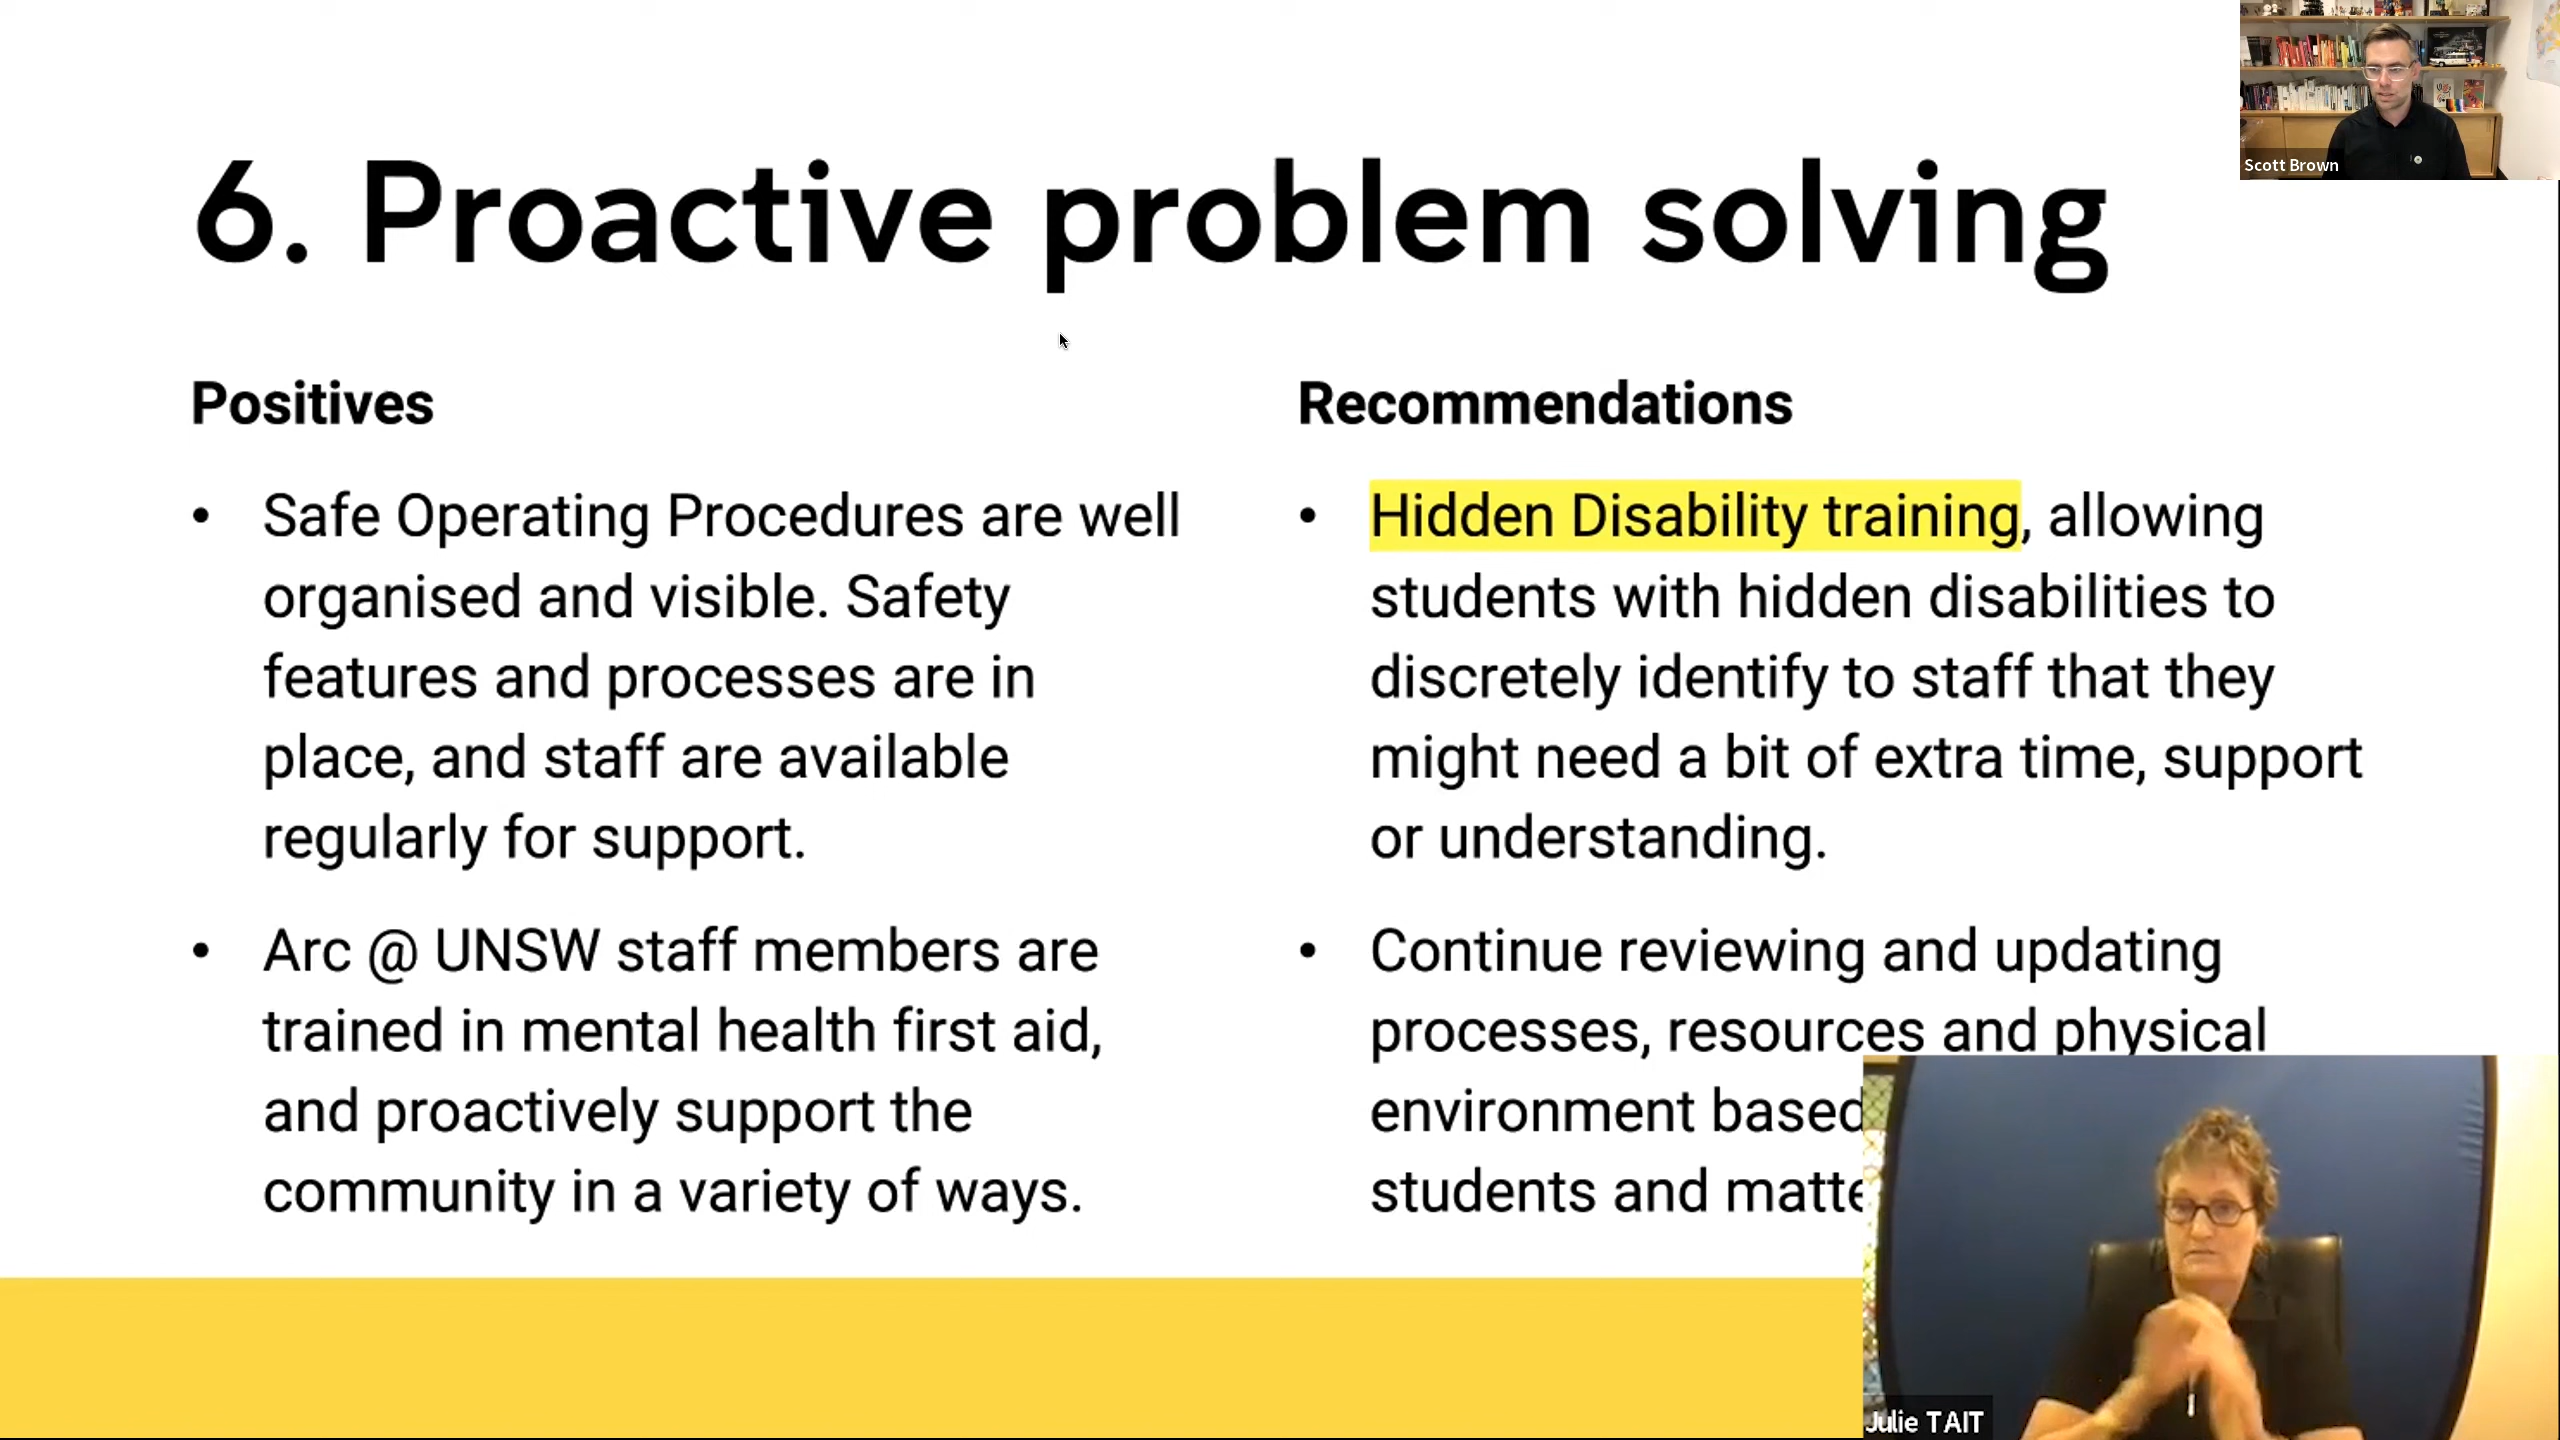 6. Proactive problem solving
Positives
• Safe Operating Procedures are well
organised and visible. Safety
features and processes are in
place, and staff are available
regularly for support.
• Arc @ UNSW staff members are
trained in mental health first aid,
and proactively support the
community in a variety of ways.
Recommendations
• Hidden Disability training, allowing
students with hidden disabilities to
discretely identify to staff that they
might need a bit of extra time, support
or understanding.
• Continue reviewing and updating
processes, resources and physical
environment based
students and
Scott Brown
Julie TAIT